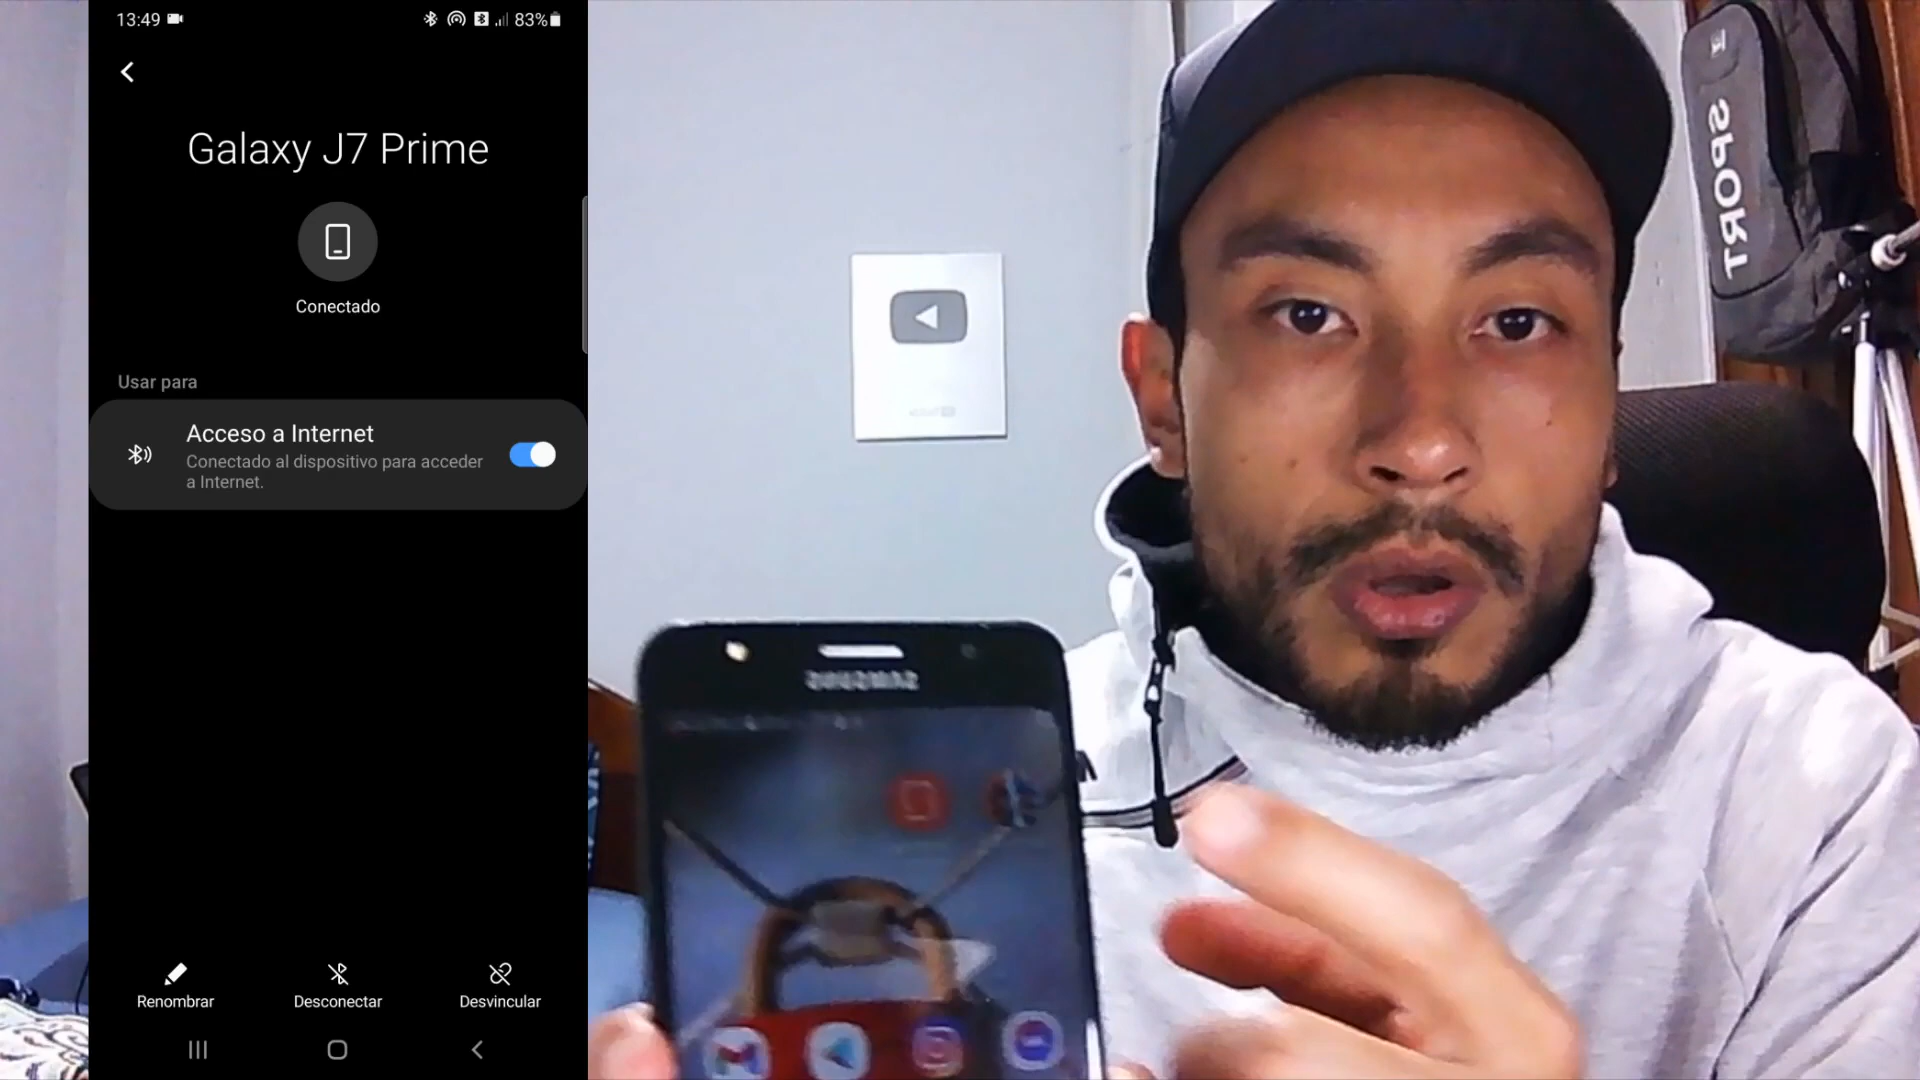 13:49
83%
Galaxy J7 Prime
Conectado
Usar para
Acceso a Internet
Conectado al dispositivo para acceder
a Internet.
Renombrar
Desconectar
Desvincular
SAMSUNG
SPORT